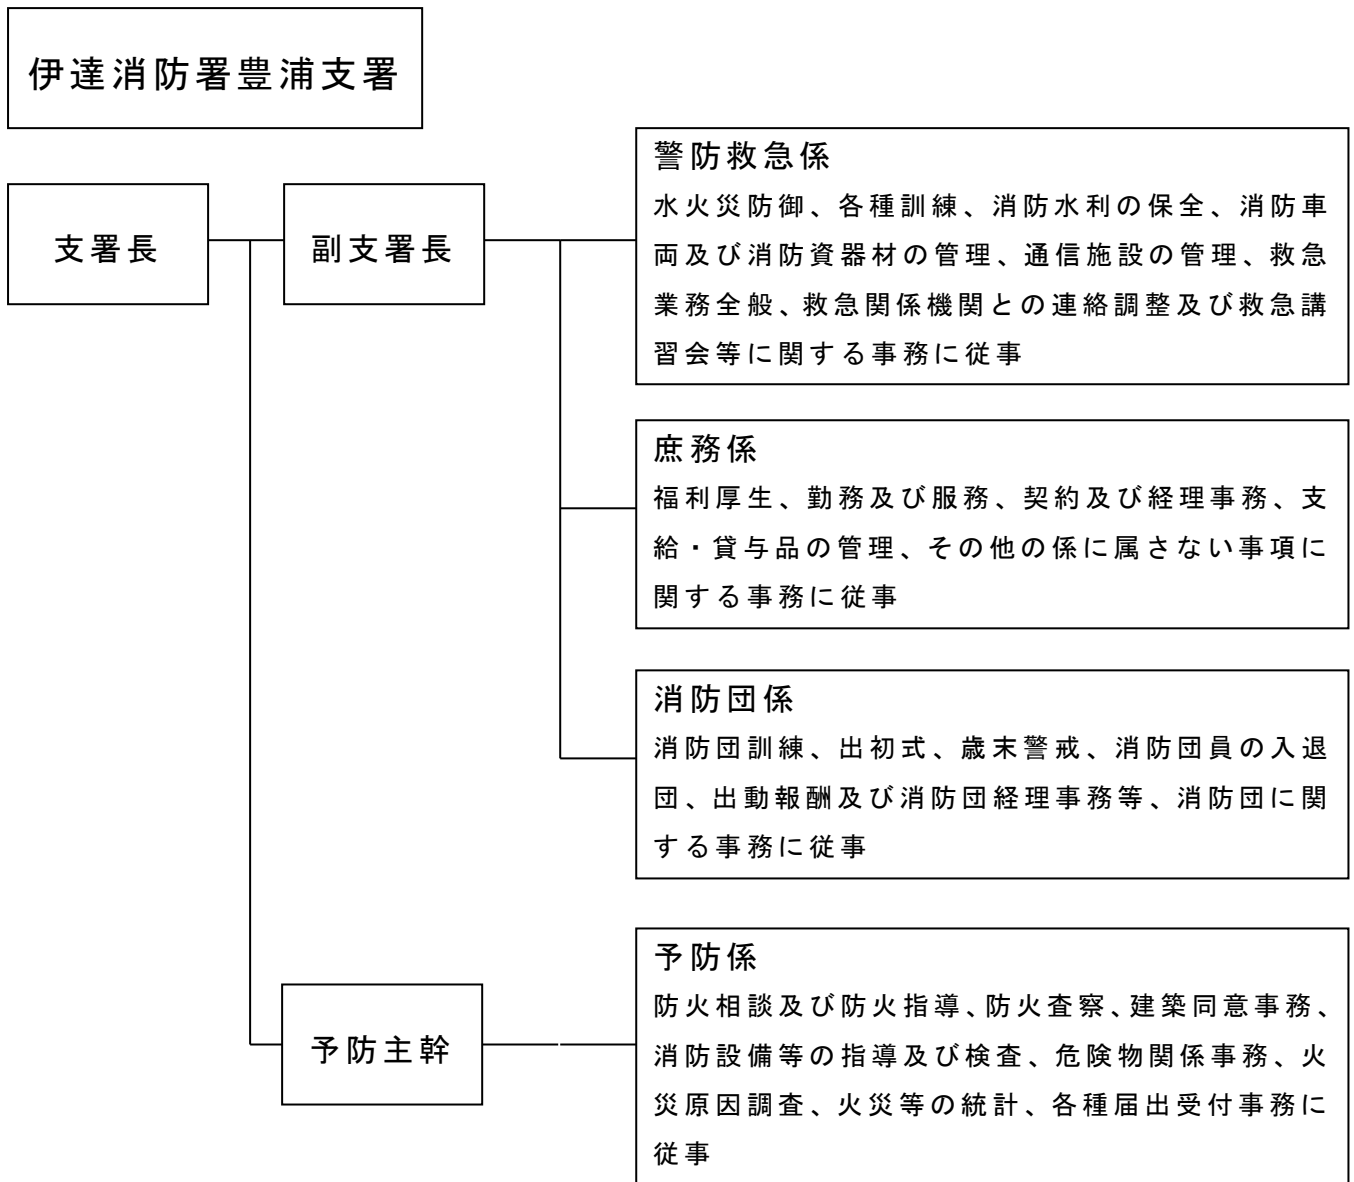 伊達消防署豊浦支署
支署長
副支署長
警防救急係
水火災防御、各種訓練、消防水利の保全、消防車
両及び消防資器材の管理、通信施設の管理、救急
業務全般、救急関係機関との連絡調整及び救急講
習会等に関する事務に従事
庶務係
福利厚生、勤務及び服務、契約及び経理事務、支
給・貸与品の管理、その他の係に属さない事項に
関する事務に従事
消防団係
消防団訓練、出初式、歳末警戒、消防団員の入退
団、出動報酬及び消防団経理事務等、消防団に関
する事務に従事
予防主幹
予防係
防火相談及び防火指導、防火査察、建築同意事務、
消防設備等の指導及び検査、危険物関係事務、火
災原因調査、火災等の統計、各種届出受付事務に
従事